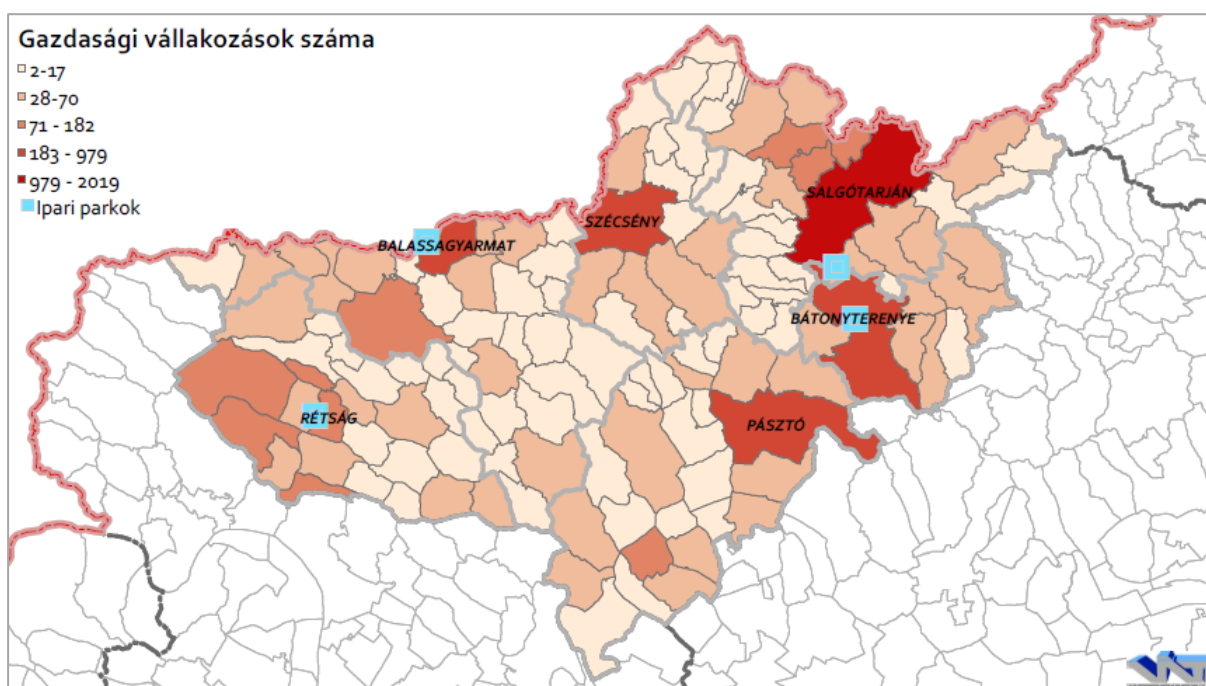 Gazdasági vállakozások száma
2-17
28-70
71 - 182
183 - 979
979 - 2019
Ipari parkok
SALGÓTARJÁN
SZÉCSÉNY
BALASSAGYARMAT
BÁTONYTERENYE
RÉTSÁG
PÁSZTÓ